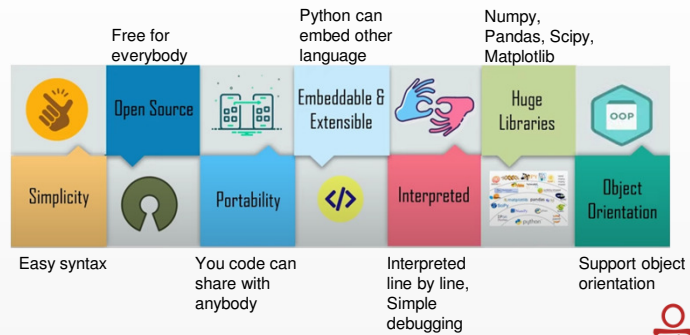 Free for
everybody
Python can
embed other
language
Numpy,
Pandas, Scipy,
Matplotlib
Open Source
Embeddable &
Extensible
Huge
Libraries
OOP
Simplicity
Portability
</>
Interpreted
python
Object
Orientation
Easy syntax
You code can
share with
anybody
Interpreted
line by line,
Simple
debugging
Support object
orientation